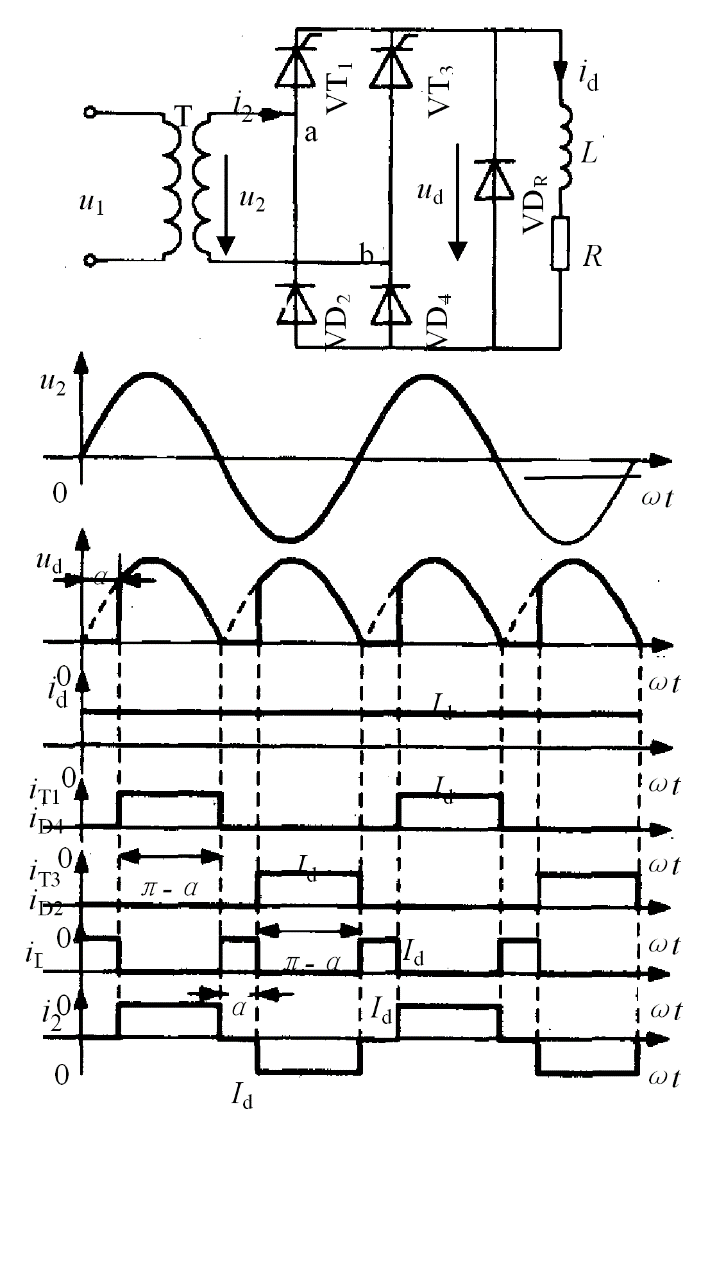 VT1
VT3
id
T
i2
a
u1
u2
ud
VDR
L
b
R
VD2
VD4
u2
0
ωt
ud
α
0
ωt
id
Id
0
ωt
iT1
Id
iD4
0
ωt
iT3
Id
π - α
iD2
0
ωt
π - α
Id
0
ωt
i2
α
Id
0
ωt
Id